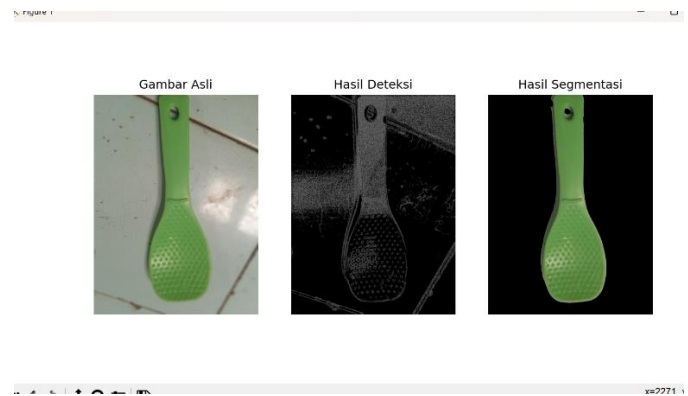 Figure 1
Gambar Asli
Hasil Deteksi
Hasil Segmentasi
x=2271